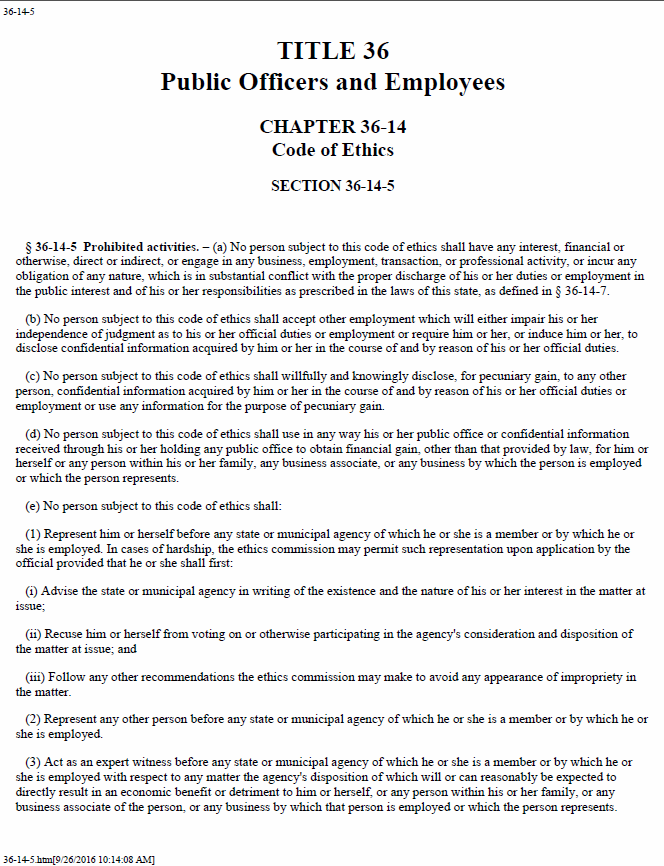 36-14-5
TITLE 36
Public Officers and Employees
CHAPTER 36-14
Code of Ethics
SECTION 36-14-5
§ 36-14-5 Prohibited activities. – (a) No person subject to this code of ethics shall have any interest, financial or
otherwise, direct or indirect, or engage in any business, employment, transaction, or professional activity, or incur any
obligation of any nature, which is in substantial conflict with the proper discharge of his or her duties or employment in
the public interest and of his or her responsibilities as prescribed in the laws of this state, as defined in § 36-14-7.
(b) No person subject to this code of ethics shall accept other employment which will either impair his or her
independence of judgment as to his or her official duties or employment or require him or her, or induce him or her, to
disclose confidential information acquired by him or her in the course of and by reason of his or her official duties.
(c) No person subject to this code of ethics shall willfully and knowingly disclose, for pecuniary gain, to any other
person, confidential information acquired by him or her in the course of and by reason of his or her official duties or
employment or use any information for the purpose of pecuniary gain.
(d) No person subject to this code of ethics shall use in any way his or her public office or confidential information
received through his or her holding any public office to obtain financial gain, other than that provided by law, for him or
herself or any person within his or her family, any business associate, or any business by which the person is employed
or which the person represents.
(e) No person subject to this code of ethics shall:
(1) Represent him or herself before any state or municipal agency of which he or she is a member or by which he or
she is employed. In cases of hardship, the ethics commission may permit such representation upon application by the
official provided that he or she shall first:
(i) Advise the state or municipal agency in writing of the existence and the nature of his or her interest in the matter at
issue;
(ii) Recuse him or herself from voting on or otherwise participating in the agency's consideration and disposition of
the matter at issue; and
(iii) Follow any other recommendations the ethics commission may make to avoid any appearance of impropriety in
the matter.
(2) Represent any other person before any state or municipal agency of which he or she is a member or by which he or
she is employed.
(3) Act as an expert witness before any state or municipal agency of which he or she is a member or by which he or
she is employed with respect to any matter the agency's disposition of which will or can reasonably be expected to
directly result in an economic benefit or detriment to him or herself, or any person within his or her family, or any
business associate of the person, or any business by which that person is employed or which the person represents.
36-14-5.htm[9/26/2016 10:14:08 AM]